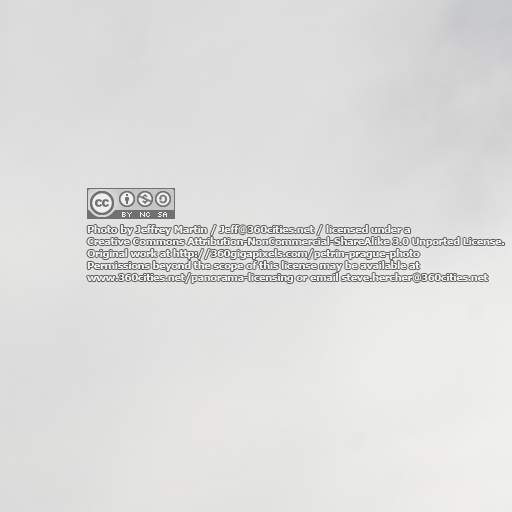 cc
BY NC SA
Photo by Jeffrey Martin / Jeff@360cities.net / licensed under a
Creative Commons Attribution-NonCommercial-ShareAlike 3.0 Unported License.
Original work at http://360gigapixels.com/petrin-prague-photo
Permissions beyond the scope of this license may be available at
www.360cities.net/panorama-licensing or email steve.hercher@360cities.net